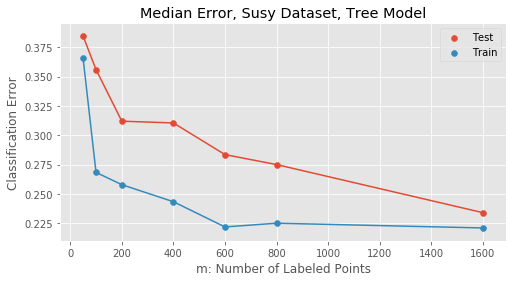 Median Error, Susy Dataset, Tree Model
Test
Train
Classification Error
0.375
0.350
0.325
0.300
0.275
0.250
0.225
0 200 400 600 800 1000 1200 1400 1600
m: Number of Labeled Points